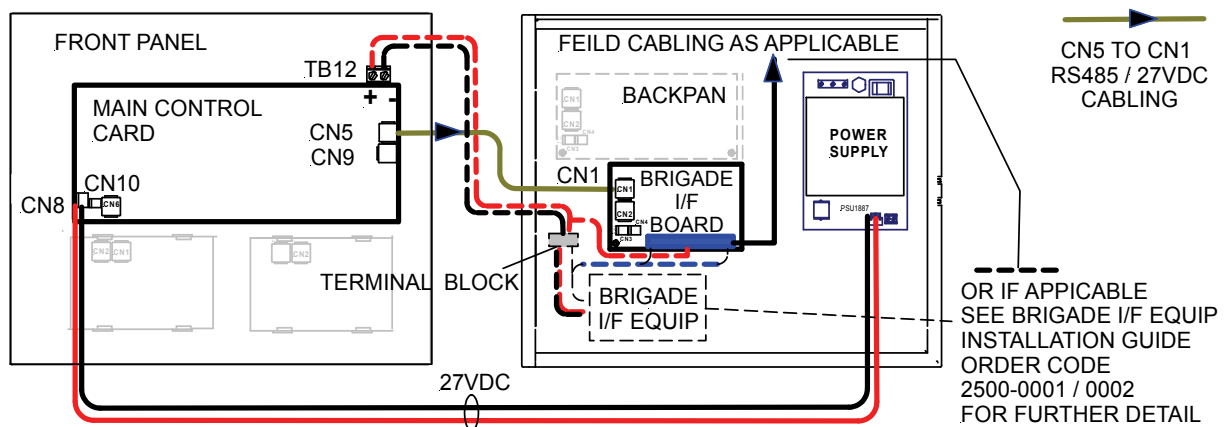 FRONT PANEL
TB12
+ -
MAIN CONTROL
CARD
CN5
CN9
CN10
CN8
CN6
CN2 CN1
CN2
FEILD CABLING AS APPLICABLE
BACKPAN
CN1
CN2
CN4
CN3
CN1
CN1
CN2
CN4
CN3
BRIGADE
I/F
BOARD
POWER
SUPPLY
PSU1887
TERMINAL BLOCK
BRIGADE
I/F EQUIP
27VDC
CN5 TO CN1
RS485 / 27VDC
CABLING
OR IF APPICABLE
SEE BRIGADE I/F EQUIP
INSTALLATION GUIDE
ORDER CODE
2500-0001 / 0002
FOR FURTHER DETAIL